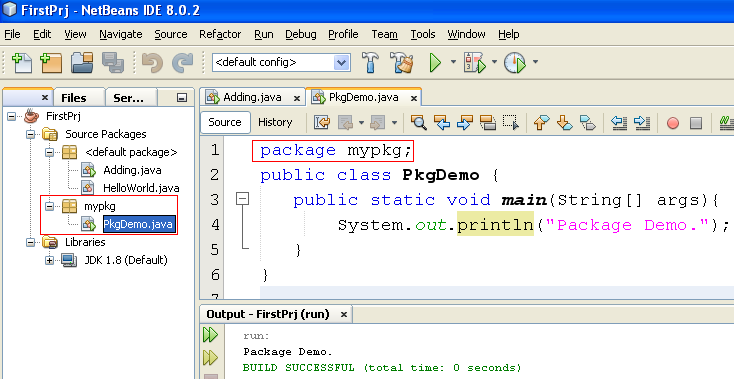 FirstPrj - NetBeans IDE 8.0.2
File Edit View Navigate Source Refactor Run Debug Profile Team Tools Window Help
<default config>
Files Ser...
Adding.java PkgDemo.java
FirstPrj
Source Packages
<default package>
Adding.java
HelloWorld.java
mypkg
PkgDemo.java
Libraries
JDK 1.8 (Default)
Source History
1 package mypkg;
2 public class PkgDemo {
3 public static void main(String[] args){
4 System.out.println("Package Demo.");
5 }
6 }
7
Output - FirstPrj (run)
run:
Package Demo.
BUILD SUCCESSFUL (total time: 0 seconds)